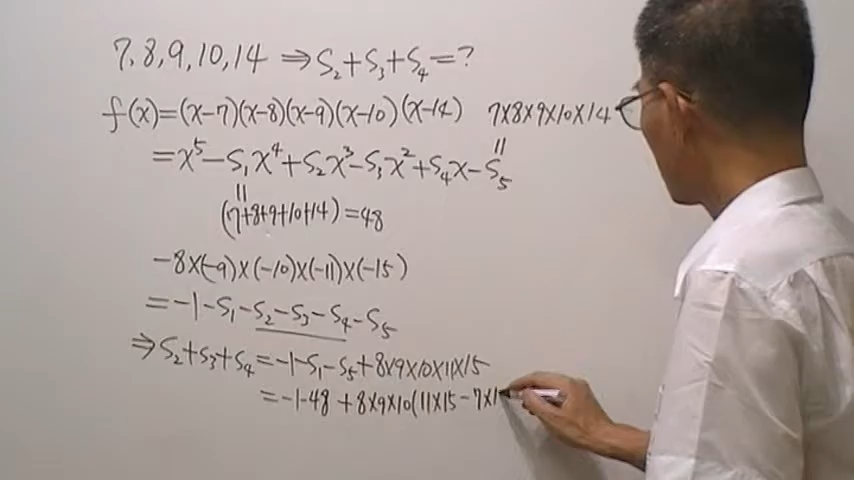 7, 8, 9, 10, 14 ⇒ S₂+S₃+S₄=?
f(x)=(x-7)(x-8)(x-9)(x-10)(x-14) 7×8×9×10×14
=x⁵-S₁x⁴+S₂x³-S₃x²+S₄x-S₅
(7+8+9+10+14)=48
-8×(-9)×(-10)×(-11)×(-15)
=-1-S₁-S₂-S₃-S₄-S₅
⇒S₂+S₃+S₄=-1-S₁-S₅+8×9×10×11×15
=-1-48+8×9×10(11×15-7×1